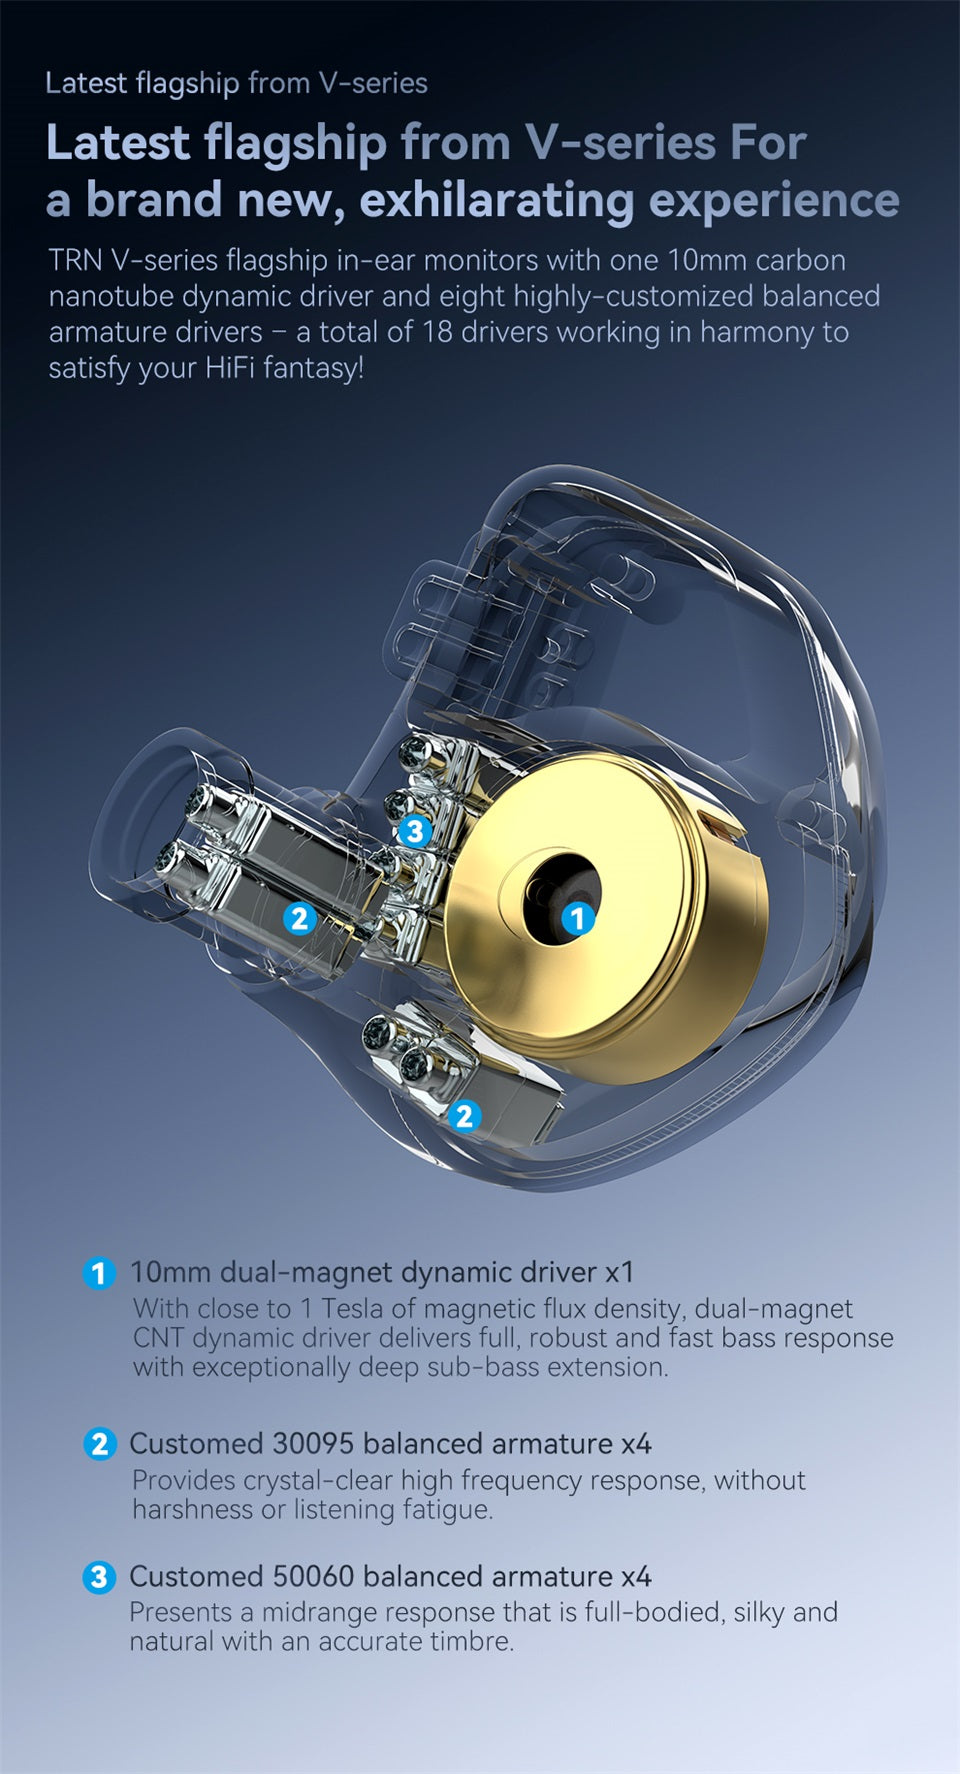 Latest flagship from V-series
Latest flagship from V-series For
a brand new, exhilarating experience
TRN V-series flagship in-ear monitors with one 10mm carbon
nanotube dynamic driver and eight highly-customized balanced
armature drivers – a total of 18 drivers working in harmony to
satisfy your HiFi fantasy!
3
2
1
2
1 10mm dual-magnet dynamic driver x1
With close to 1 Tesla of magnetic flux density, dual-magnet
CNT dynamic driver delivers full, robust and fast bass response
with exceptionally deep sub-bass extension.
2 Customed 30095 balanced armature x4
Provides crystal-clear high frequency response, without
harshness or listening fatigue.
3 Customed 50060 balanced armature x4
Presents a midrange response that is full-bodied, silky and
natural with an accurate timbre.